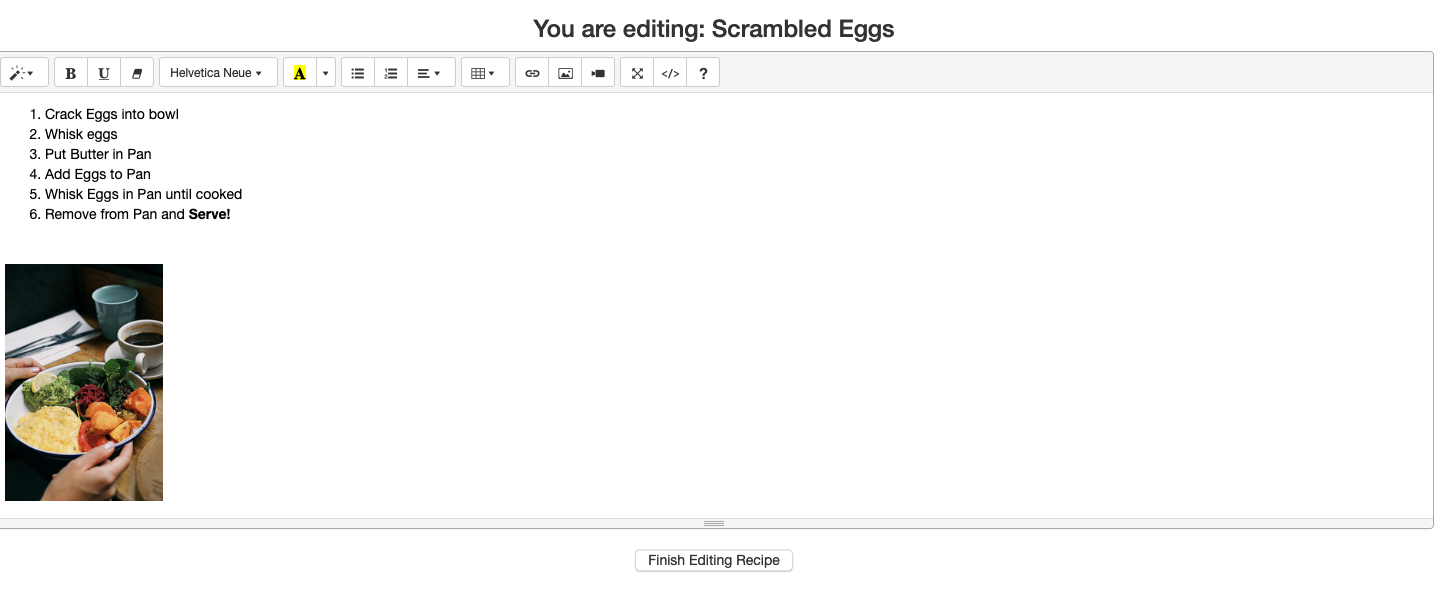 You are editing: Scrambled Eggs
B U Helvetica Neue A </> ?
1. Crack Eggs into bowl
2. Whisk eggs
3. Put Butter in Pan
4. Add Eggs to Pan
5. Whisk Eggs in Pan until cooked
6. Remove from Pan and Serve!
Finish Editing Recipe